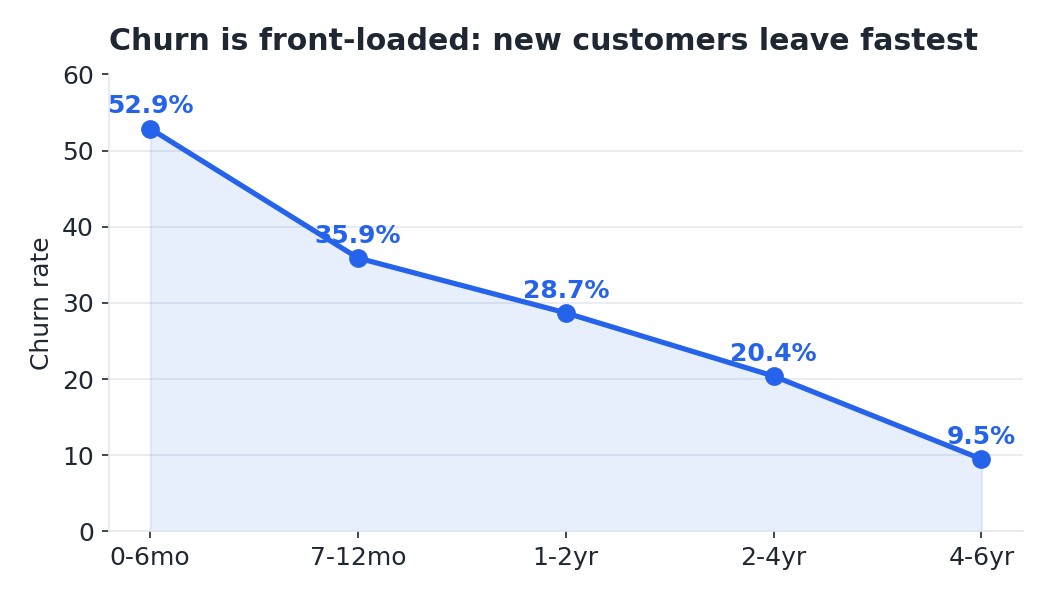 Churn is front-loaded: new customers leave fastest
60
52.9%
50
40
35.9%
30
28.7%
20
20.4%
10
9.5%
0
Churn rate
0-6mo
7-12mo
1-2yr
2-4yr
4-6yr